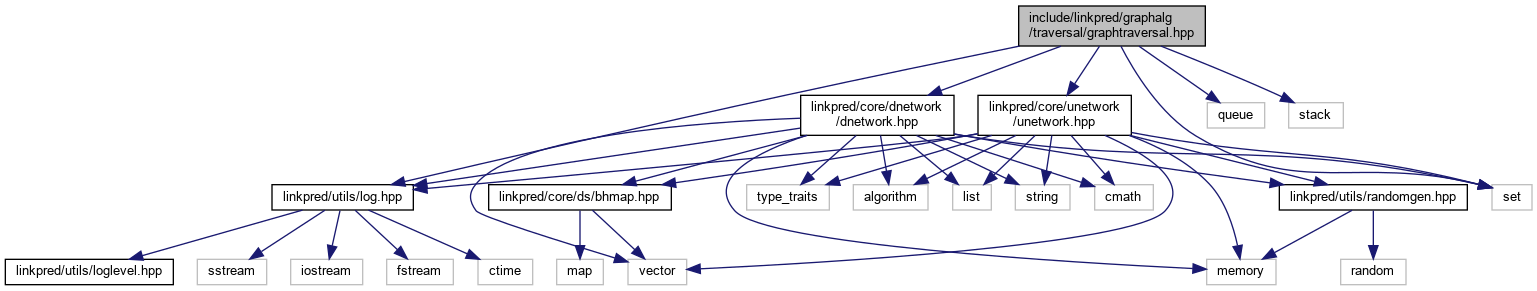 include/linkpred/graphalg
/traversal/graphtraversal.hpp
linkpred/core/dnetwork
/dnetwork.hpp
linkpred/core/unetwork
/unetwork.hpp
queue
stack
linkpred/utils/log.hpp
linkpred/core/ds/bhmap.hpp
type_traits
algorithm
list
string
cmath
linkpred/utils/randomgen.hpp
set
linkpred/utils/loglevel.hpp
sstream
iostream
fstream
ctime
map
vector
memory
random